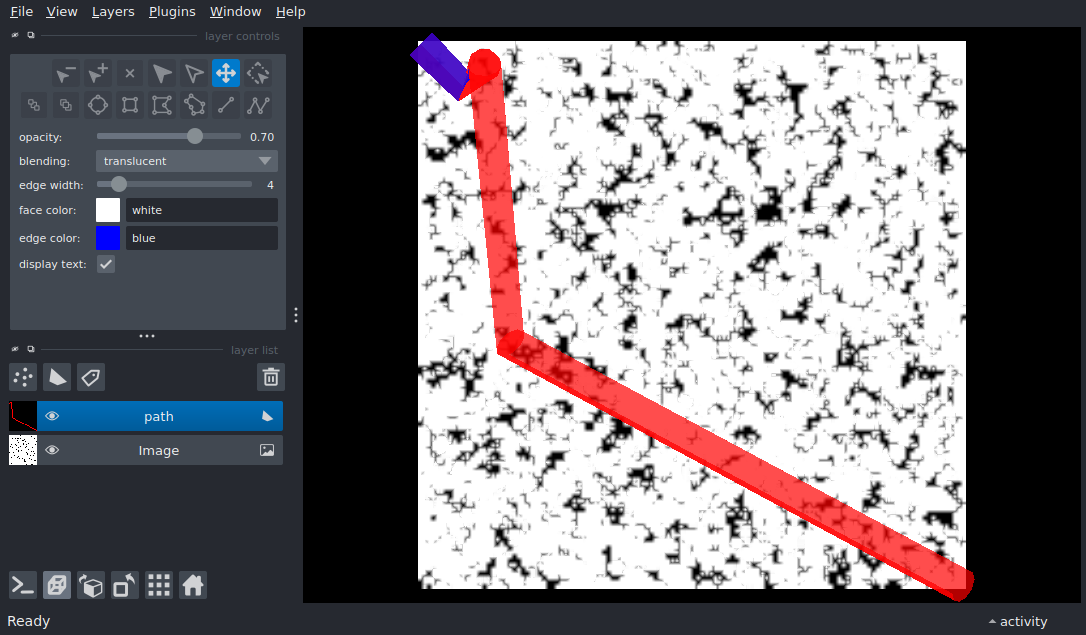 File View Layers Plugins Window Help
layer controls
opacity: 0.70
blending: translucent
edge width: 4
face color: white
edge color: blue
display text:
layer list
path
Image
Ready activity